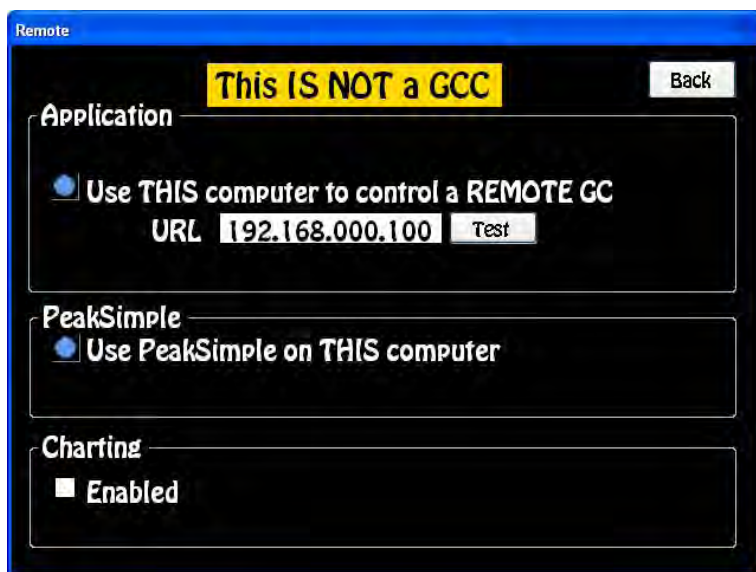 Remote
This IS NOT a GCC
Back
Application
Use THIS computer to control a REMOTE GC
URL 192.168.000.100 Test
PeakSimple
Use PeakSimple on THIS computer
Charting
Enabled